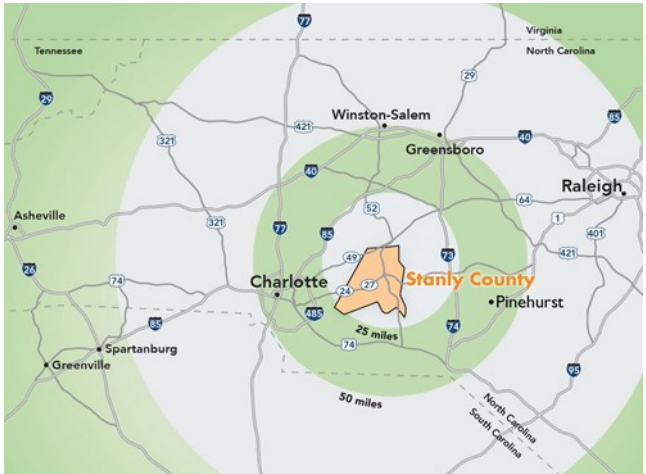 77
Virginia
North Carolina
Tennessee
29
29
Winston-Salem
85
421
40
Greensboro
321
40
Raleigh
64
52
Asheville
321
77
85
1
401
421
49
73
26
74
Charlotte
24
27
Stanly County
Pinehurst
485
85
25 miles
74
74
Spartanburg
Greenville
95
50 miles
North Carolina
South Carolina